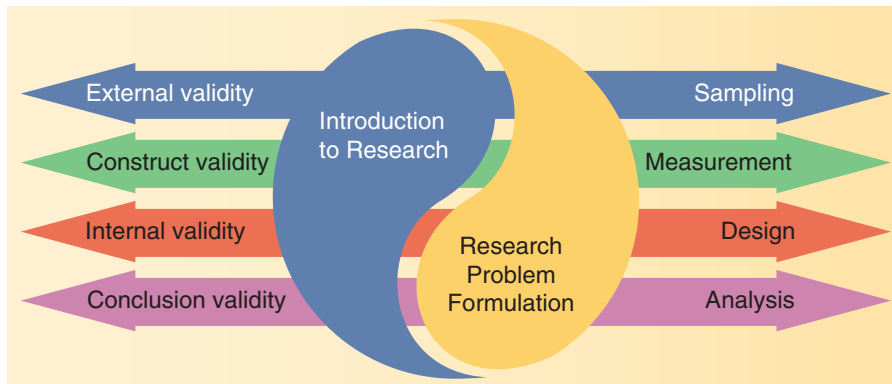 External validity
Sampling
Introduction
to Research
Construct validity
Measurement
Internal validity
Design
Research
Problem
Formulation
Conclusion validity
Analysis